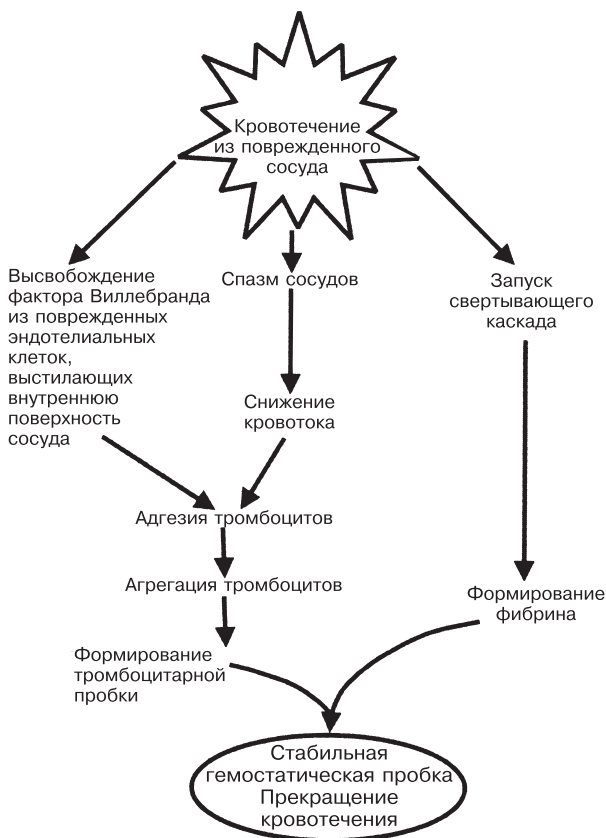 Кровотечение
из поврежденного
сосуда
Высвобождение
фактора Виллебранда
из поврежденных
эндотелиальных
клеток,
выстилающих
внутреннюю
поверхность
сосуда
Спазм сосудов
Снижение
кровотока
Запуск
свертывающего
каскада
Адгезия тромбоцитов
Агрегация тромбоцитов
Формирование
тромбоцитарной
пробки
Формирование
фибрина
Стабильная
гемостатическая пробка
Прекращение
кровотечения